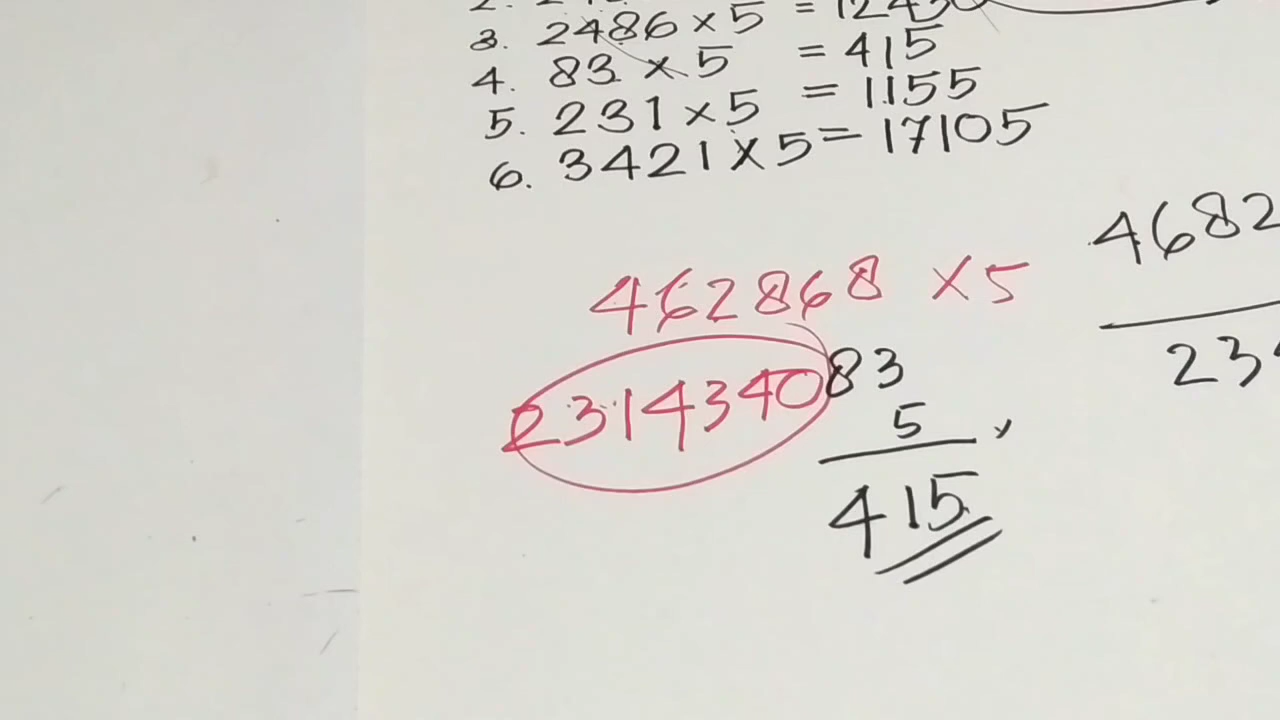 3. 2486 × 5 = 12430
4. 83 × 5 = 415
5. 231 × 5 = 1155
6. 3421 × 5 = 17105
462868 × 5
2314340
83
5 ×
415
4682
23